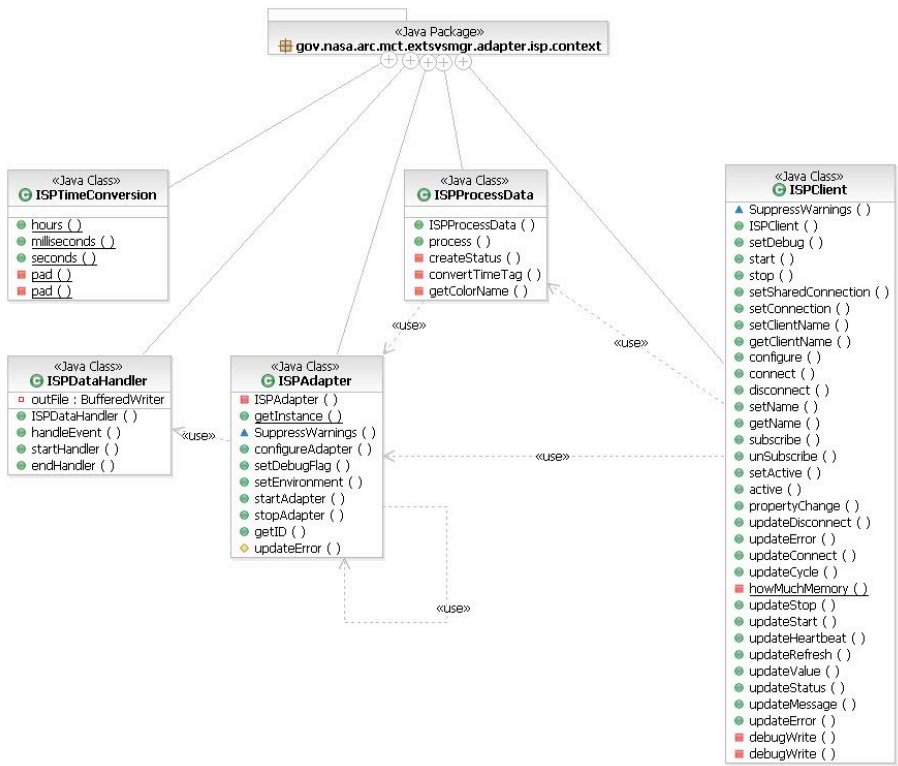 «Java Package»
gov.nasa.arc.mct.extsvsmgr.adapter.isp.context
«Java Class»
ISPTimeConversion
hours ( )
milliseconds ( )
seconds ( )
pad ( )
pad ( )
«Java Class»
ISPProcessData
ISPProcessData ( )
process ( )
createStatus ( )
convertTimeTag ( )
getColorName ( )
«Java Class»
ISPClient
SuppressWarnings ( )
ISPClient ( )
setDebug ( )
start ( )
stop ( )
setSharedConnection ( )
setConnection ( )
setClientName ( )
getClientName ( )
configure ( )
connect ( )
disconnect ( )
setName ( )
getName ( )
subscribe ( )
unSubscribe ( )
setActive ( )
active ( )
propertyChange ( )
updateDisconnect ( )
updateError ( )
updateConnect ( )
updateCycle ( )
howMuchMemory ( )
updateStop ( )
updateStart ( )
updateHeartbeat ( )
updateRefresh ( )
updateValue ( )
updateStatus ( )
updateMessage ( )
updateError ( )
debugWrite ( )
debugWrite ( )
«use»
«use»
«Java Class»
ISPDataHandler
outFile : BufferedWriter
ISPDataHandler ( )
handleEvent ( )
startHandler ( )
endHandler ( )
«use»
«Java Class»
ISPAdapter
ISPAdapter ( )
getInstance ( )
SuppressWarnings ( )
configureAdapter ( )
setDebugFlag ( )
setEnvironment ( )
startAdapter ( )
stopAdapter ( )
getID ( )
updateError ( )
«use»
«use»